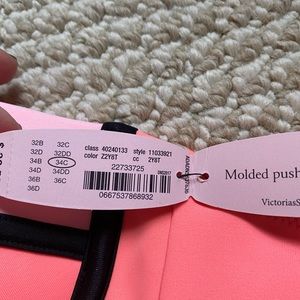 32B 32C
32D 32DD
34B 34C
34D 34DD
36B 36C
36D
class 40240133 style 11033921
color Z2Y8T cc 2Y8T
22733725
0667537868932
Molded push
VictoriasS